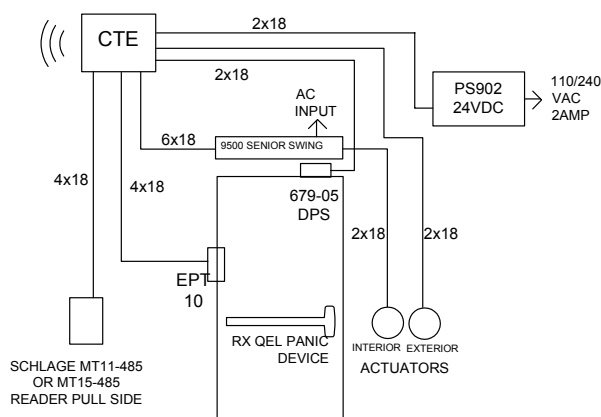 CTE
2x18
2x18
PS902
24VDC
110/240
VAC
2AMP
AC
INPUT
6x18
9500 SENIOR SWING
4x18
4x18
679-05
DPS
2x18
2x18
EPT
10
RX QEL PANIC
DEVICE
INTERIOR
EXTERIOR
ACTUATORS
SCHLAGE MT11-485
OR MT15-485
READER PULL SIDE